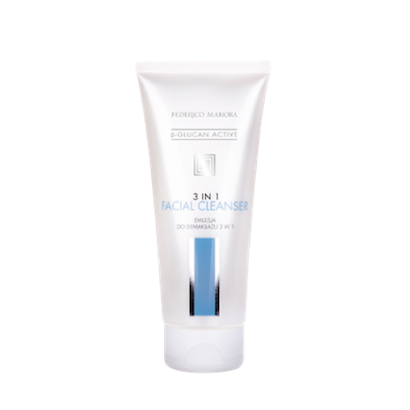 FEDERICO MAHORA
β-GLUCAN ACTIVE
3 IN 1
FACIAL CLEANSER
EMULSJA
DO DEMAKIJAŻU 3 W 1